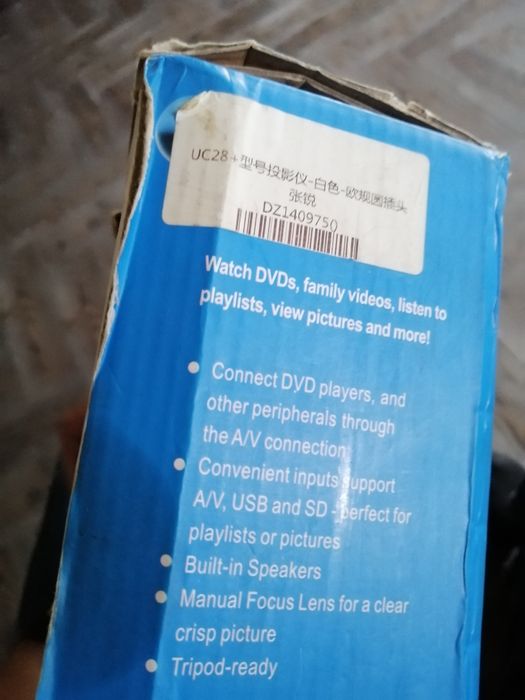 UC28+型号投影仪-白色-欧规圆插头
张锐
DZ1409750
Watch DVDs, family videos, listen to
playlists, view pictures and more!
• Connect DVD players, and
other peripherals through
the A/V connection
• Convenient inputs support
A/V, USB and SD - perfect for
playlists or pictures
• Built-in Speakers
• Manual Focus Lens for a clear
crisp picture
• Tripod-ready